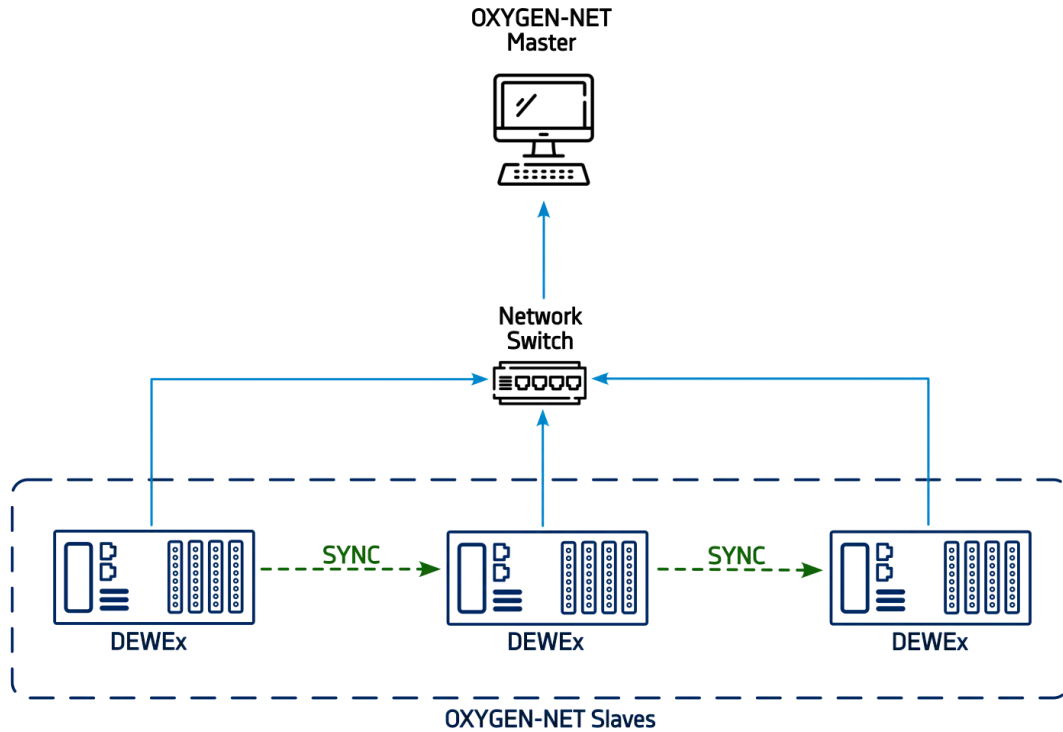 OXYGEN-NET
Master
Network
Switch
SYNC
SYNC
DEWEx
DEWEx
DEWEx
OXYGEN-NET Slaves